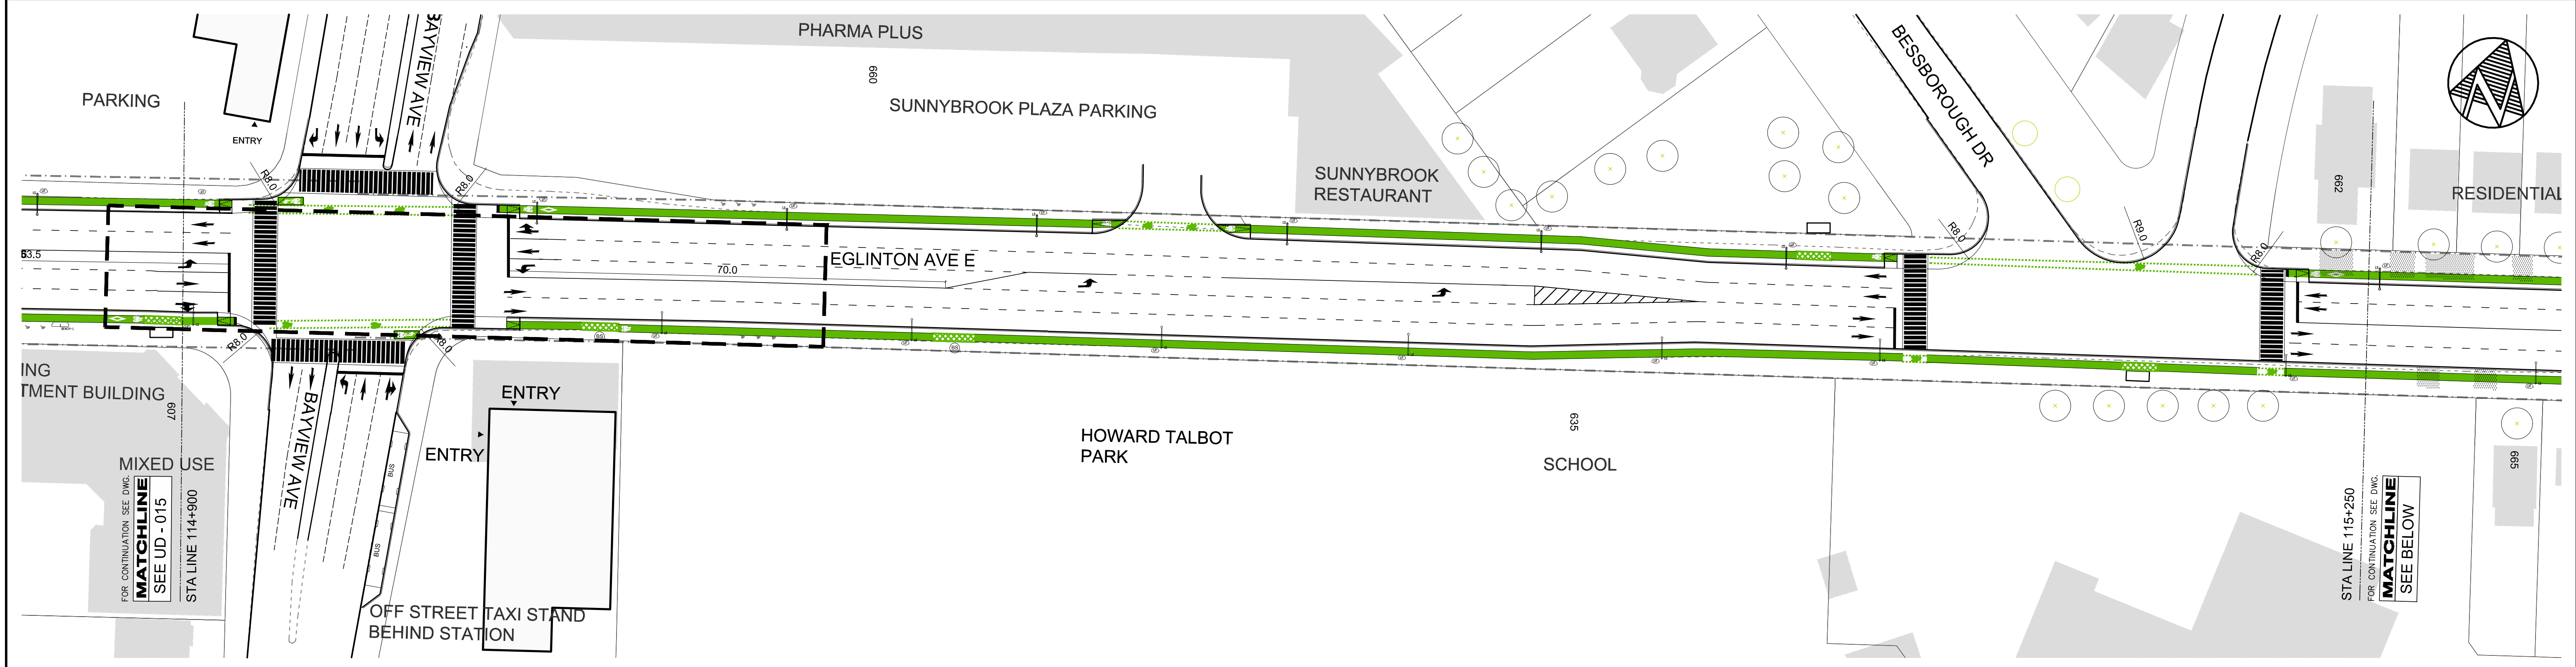 PHARMA PLUS
BAYVIEW AVE
660
SUNNYBROOK PLAZA PARKING
PARKING
ENTRY
SUNNYBROOK
RESTAURANT
BESSBOROUGH DR
662
RESIDENTIAL
N
R8.0
R8.0
R8.0
R9.0
R8.0
53.5
70.0
EGLINTON AVE E
R8.0
R8.0
ING
TMENT BUILDING
607
MIXED USE
BAYVIEW AVE
BUS
BUS
ENTRY
ENTRY
HOWARD TALBOT
PARK
635
SCHOOL
665
FOR CONTINUATION SEE DWG.
MATCHLINE
SEE UD - 015
STA LINE 114+900
OFF STREET TAXI STAND
BEHIND STATION
STA LINE 115+250
FOR CONTINUATION SEE DWG.
MATCHLINE
SEE BELOW